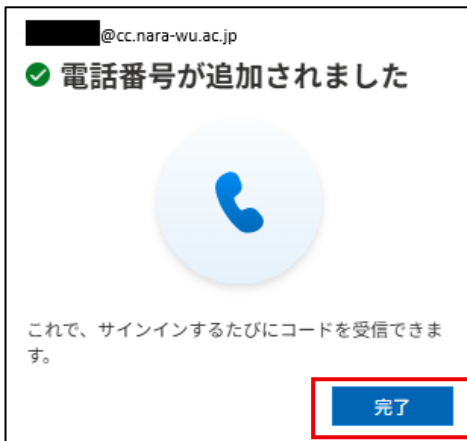 @cc.nara-wu.ac.jp
電話番号が追加されました
これで、サインインするたびにコードを受信できま
す。
完了